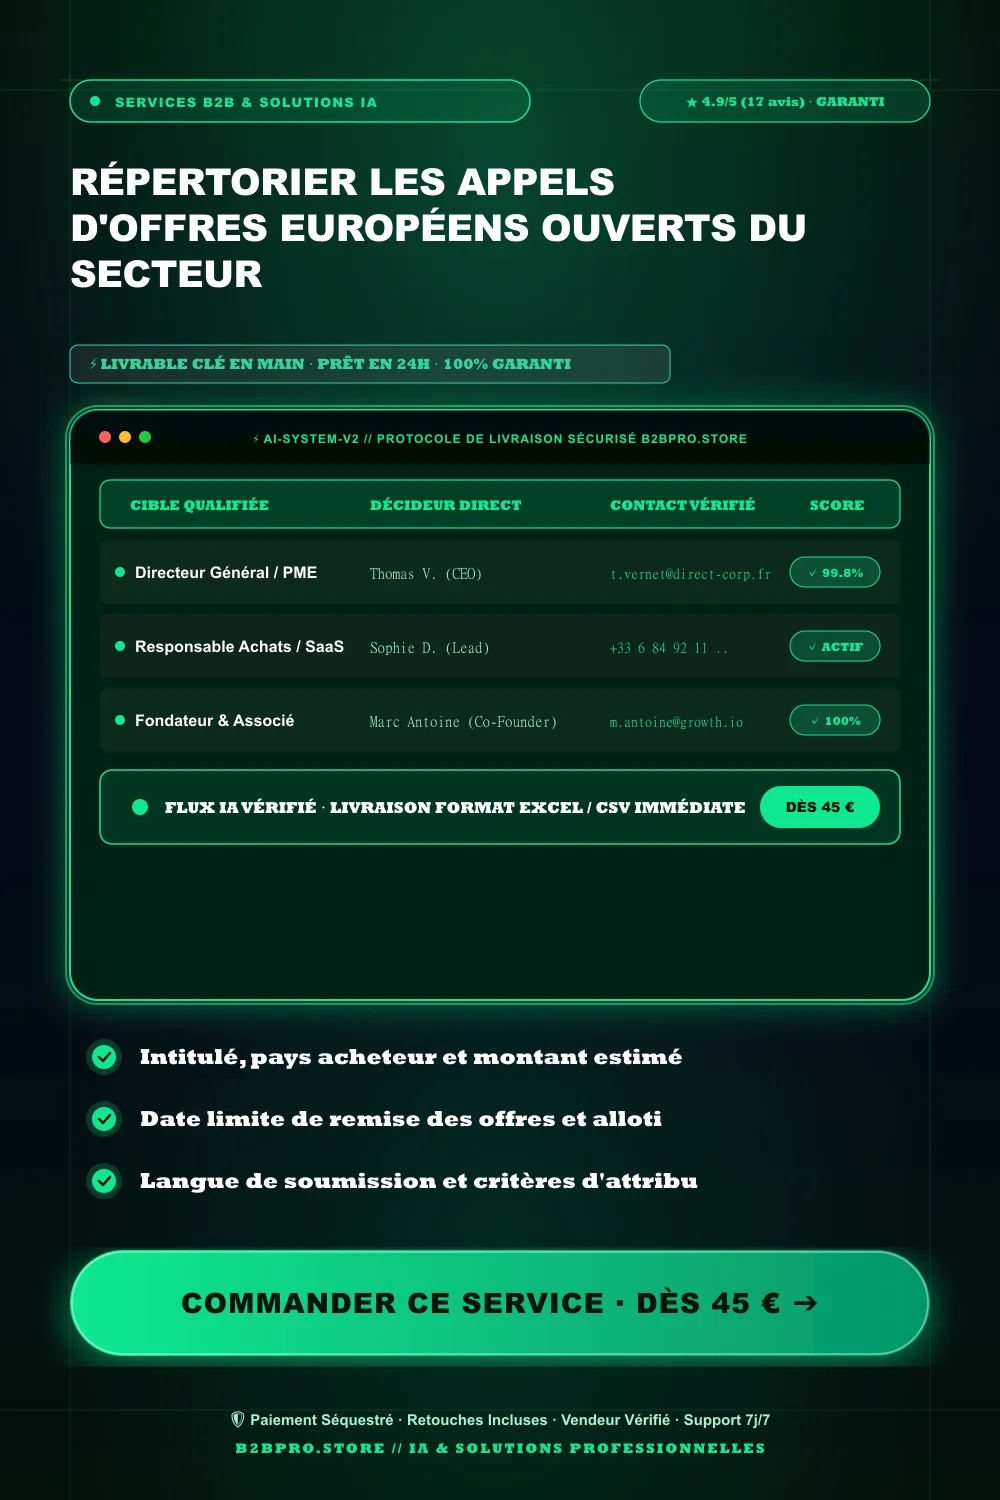 SERVICES B2B & SOLUTIONS IA
★ 4.9/5 (17 avis) · GARANTI
RÉPERTORIER LES APPELS
D'OFFRES EUROPÉENS OUVERTS DU
SECTEUR
⚡ LIVRABLE CLÉ EN MAIN · PRÊT EN 24H · 100% GARANTI
⚡ AI-SYSTEM-V2 // PROTOCOLE DE LIVRAISON SÉCURISÉ B2BPRO.STORE
CIBLE QUALIFIÉE DÉCIDEUR DIRECT CONTACT VÉRIFIÉ SCORE
Directeur Général / PME Thomas V. (CEO) t.vernet@direct-corp.fr ✓ 99.8%
Responsable Achats / SaaS Sophie D. (Lead) +33 6 84 92 11 .. ✓ ACTIF
Fondateur & Associé Marc Antoine (Co-Founder) m.antoine@growth.io ✓ 100%
FLUX IA VÉRIFIÉ · LIVRAISON FORMAT EXCEL / CSV IMMÉDIATE DÈS 45 €
Intitulé, pays acheteur et montant estimé
Date limite de remise des offres et alloti
Langue de soumission et critères d'attribu
COMMANDER CE SERVICE · DÈS 45 € →
Paiement Séquestré · Retouches Incluses · Vendeur Vérifié · Support 7j/7
B2BPRO.STORE // IA & SOLUTIONS PROFESSIONNELLES